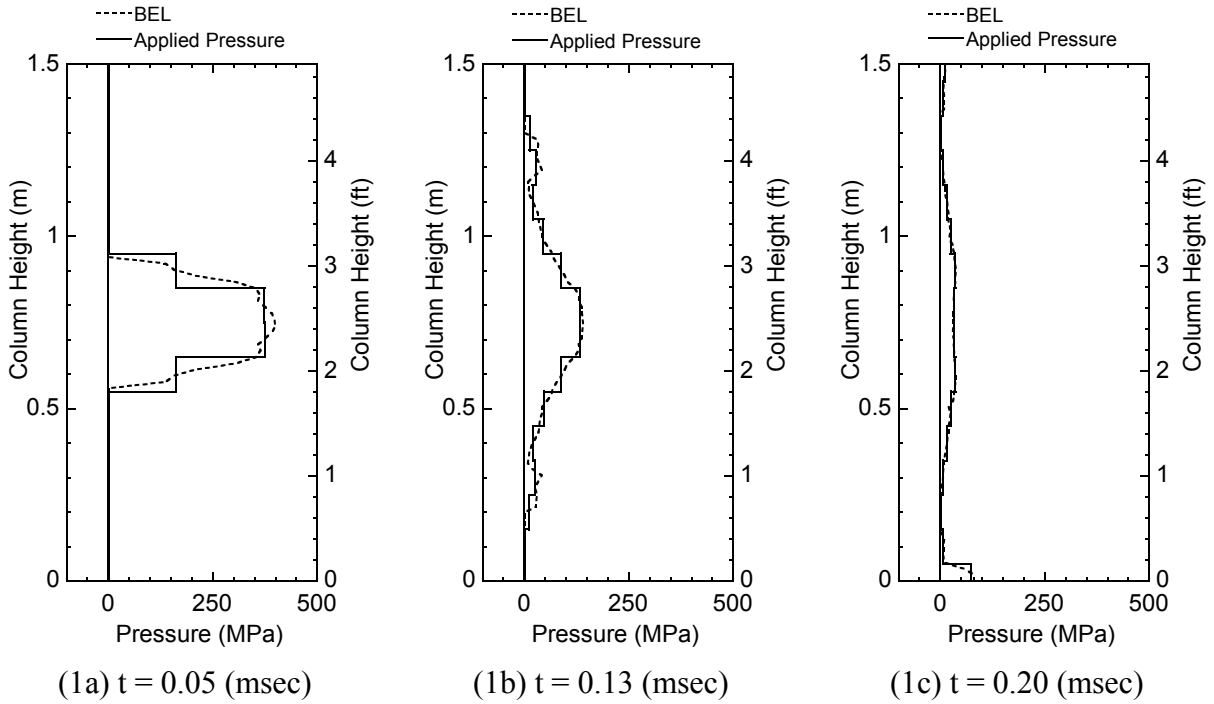 BEL
Applied Pressure
1.5
1
0.5
0
Column Height (m)
4
3
2
1
0
Column Height (ft)
0
250
500
Pressure (MPa)
(1a) t = 0.05 (msec)
BEL
Applied Pressure
1.5
1
0.5
0
Column Height (m)
4
3
2
1
0
Column Height (ft)
0
250
500
Pressure (MPa)
(1b) t = 0.13 (msec)
BEL
Applied Pressure
1.5
1
0.5
0
Column Height (m)
4
3
2
1
0
Column Height (ft)
0
250
500
Pressure (MPa)
(1c) t = 0.20 (msec)